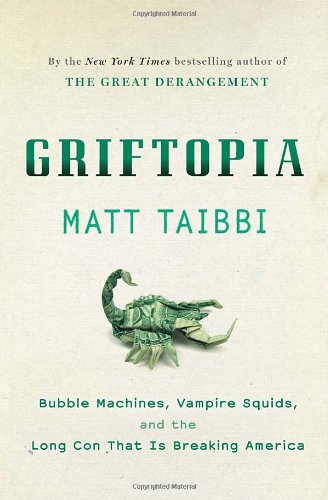 By the New York Times bestselling author of
THE GREAT DERANGEMENT
GRIFTOPIA
MATT TAIBBI
Bubble Machines, Vampire Squids,
and the
Long Con That Is Breaking America